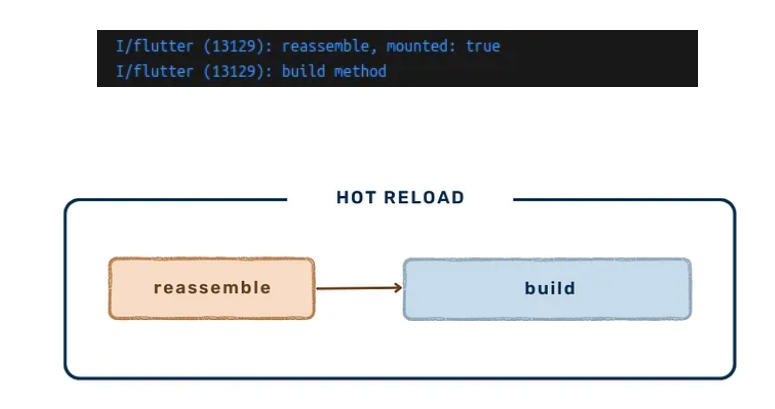 I/flutter (13129): reassemble, mounted: true
I/flutter (13129): build method
HOT RELOAD
reassemble
build